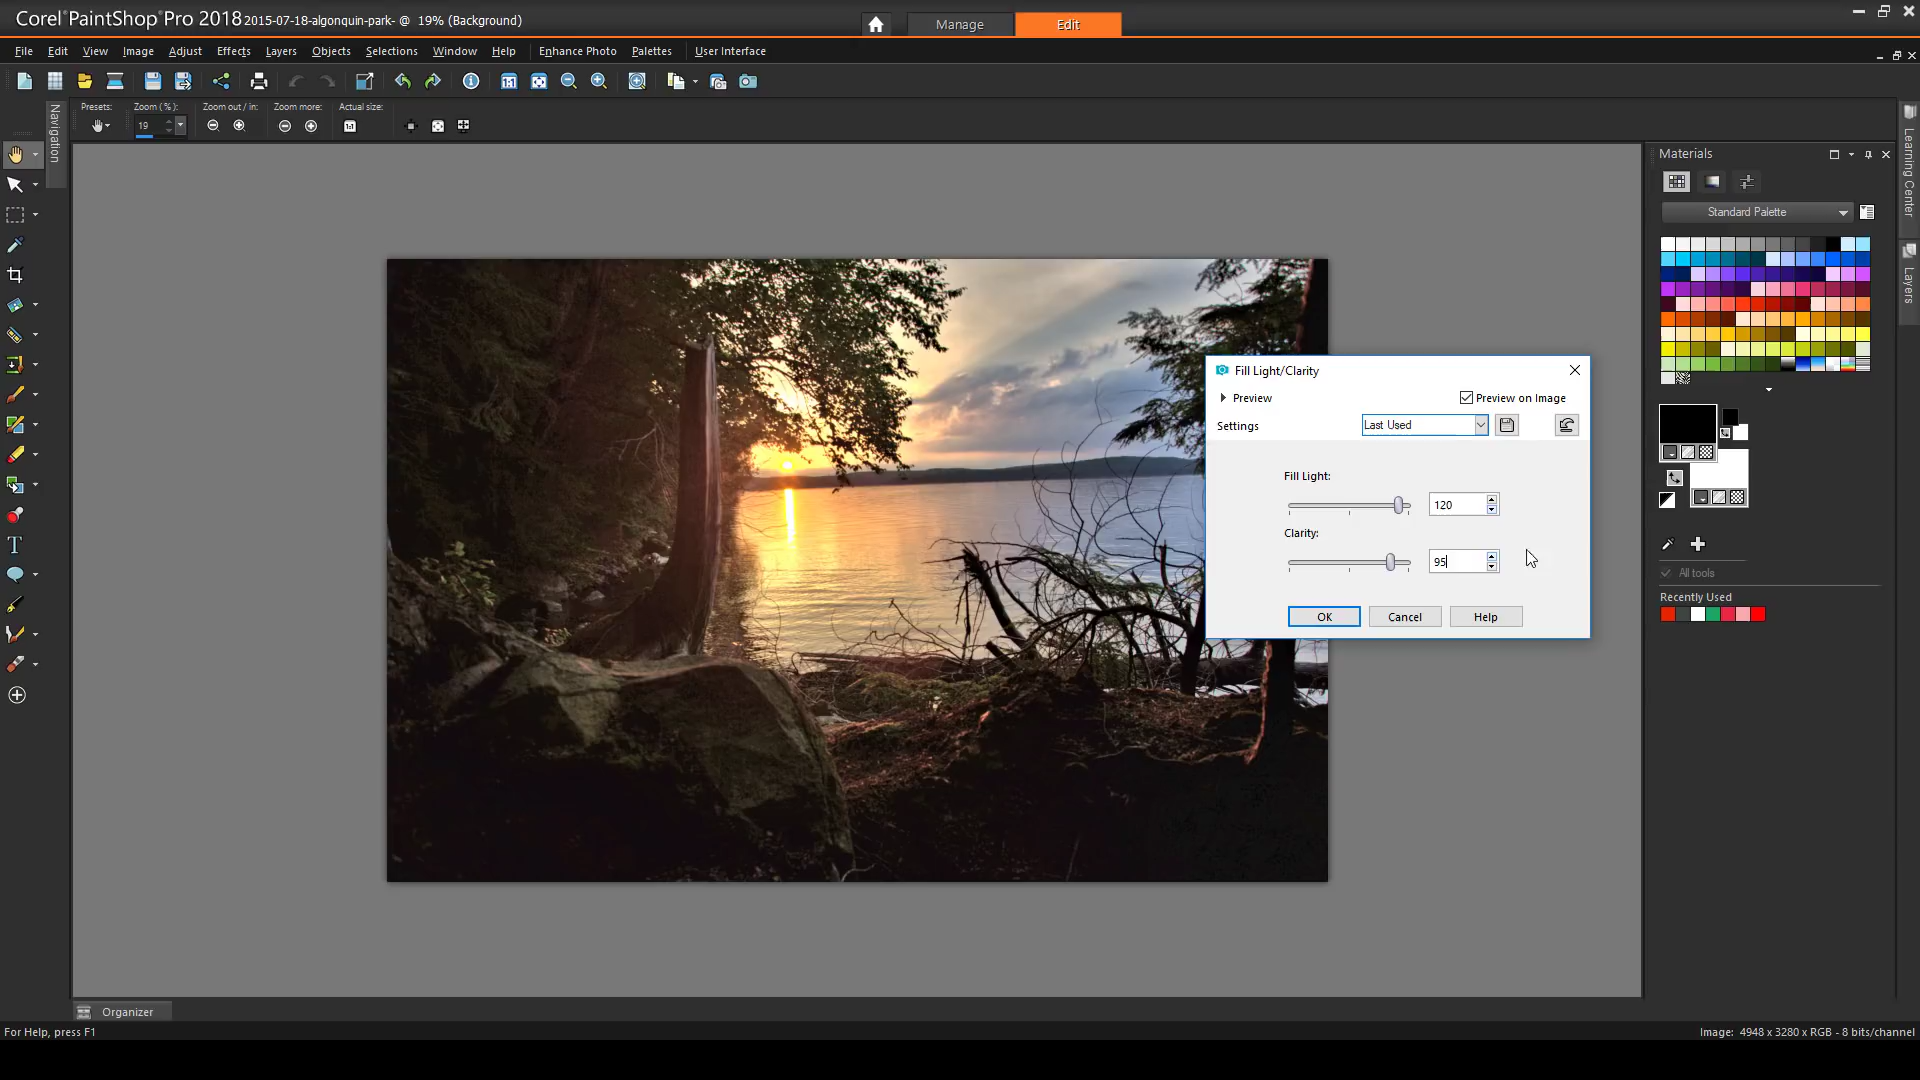 Corel PaintShop Pro 2018 2015-07-18-algonquin-park- @ 19% (Background)
Manage
Edit
File Edit View Image Adjust Effects Layers Objects Selections Window Help Enhance Photo Palettes User Interface
Presets: Zoom (%): Zoom out / in: Zoom more: Actual size:
19
Navigation
Materials
Standard Palette
Learning Center
Layers
Fill Light/Clarity
Preview
Preview on Image
Settings
Last Used
Fill Light:
120
Clarity:
95
OK
Cancel
Help
All tools
Recently Used
Organizer
For Help, press F1
Image: 4948 x 3280 x RGB - 8 bits/channel